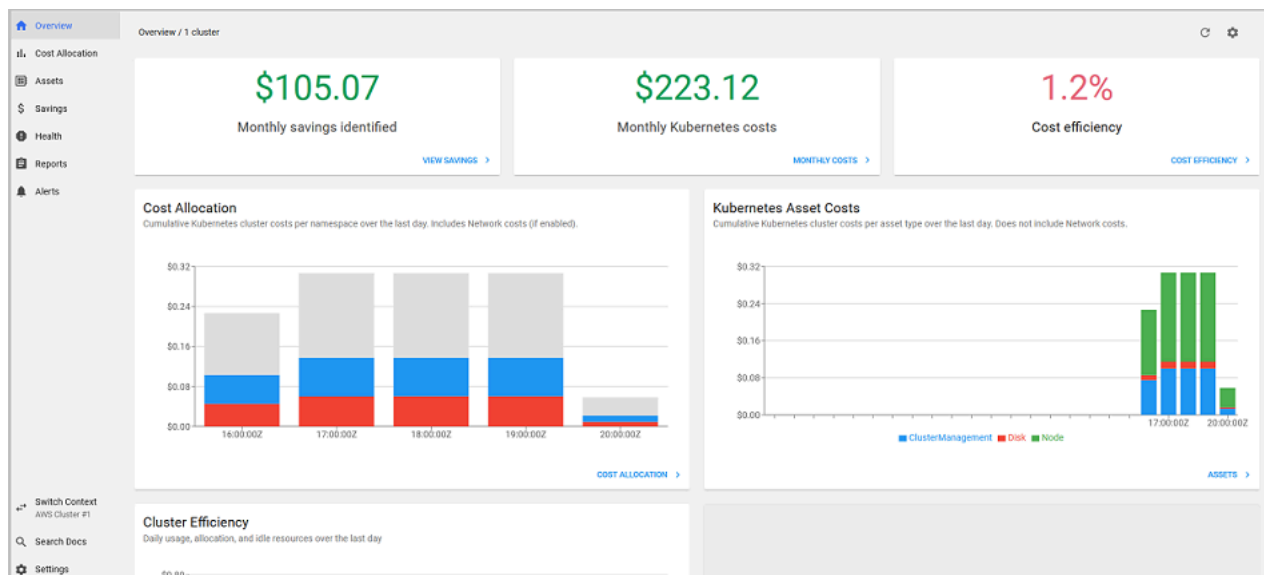 Overview
Cost Allocation
Assets
Savings
Health
Reports
Alerts
Switch Context
AWS Cluster #1
Search Docs
Settings
Overview / 1 cluster
$105.07
Monthly savings identified
VIEW SAVINGS
$223.12
Monthly Kubernetes costs
MONTHLY COSTS
1.2%
Cost efficiency
COST EFFICIENCY
Cost Allocation
Cumulative Kubernetes cluster costs per namespace over the last day. Includes Network costs (if enabled).
$0.32
$0.24
$0.16
$0.08
$0.00
16:00:00Z 17:00:00Z 18:00:00Z 19:00:00Z 20:00:00Z
COST ALLOCATION
Kubernetes Asset Costs
Cumulative Kubernetes cluster costs per asset type over the last day. Does not include Network costs.
$0.32
$0.24
$0.16
$0.08
$0.00
17:00:00Z 20:00:00Z
ClusterManagement Disk Node
ASSETS
Cluster Efficiency
Daily usage, allocation, and idle resources over the last day